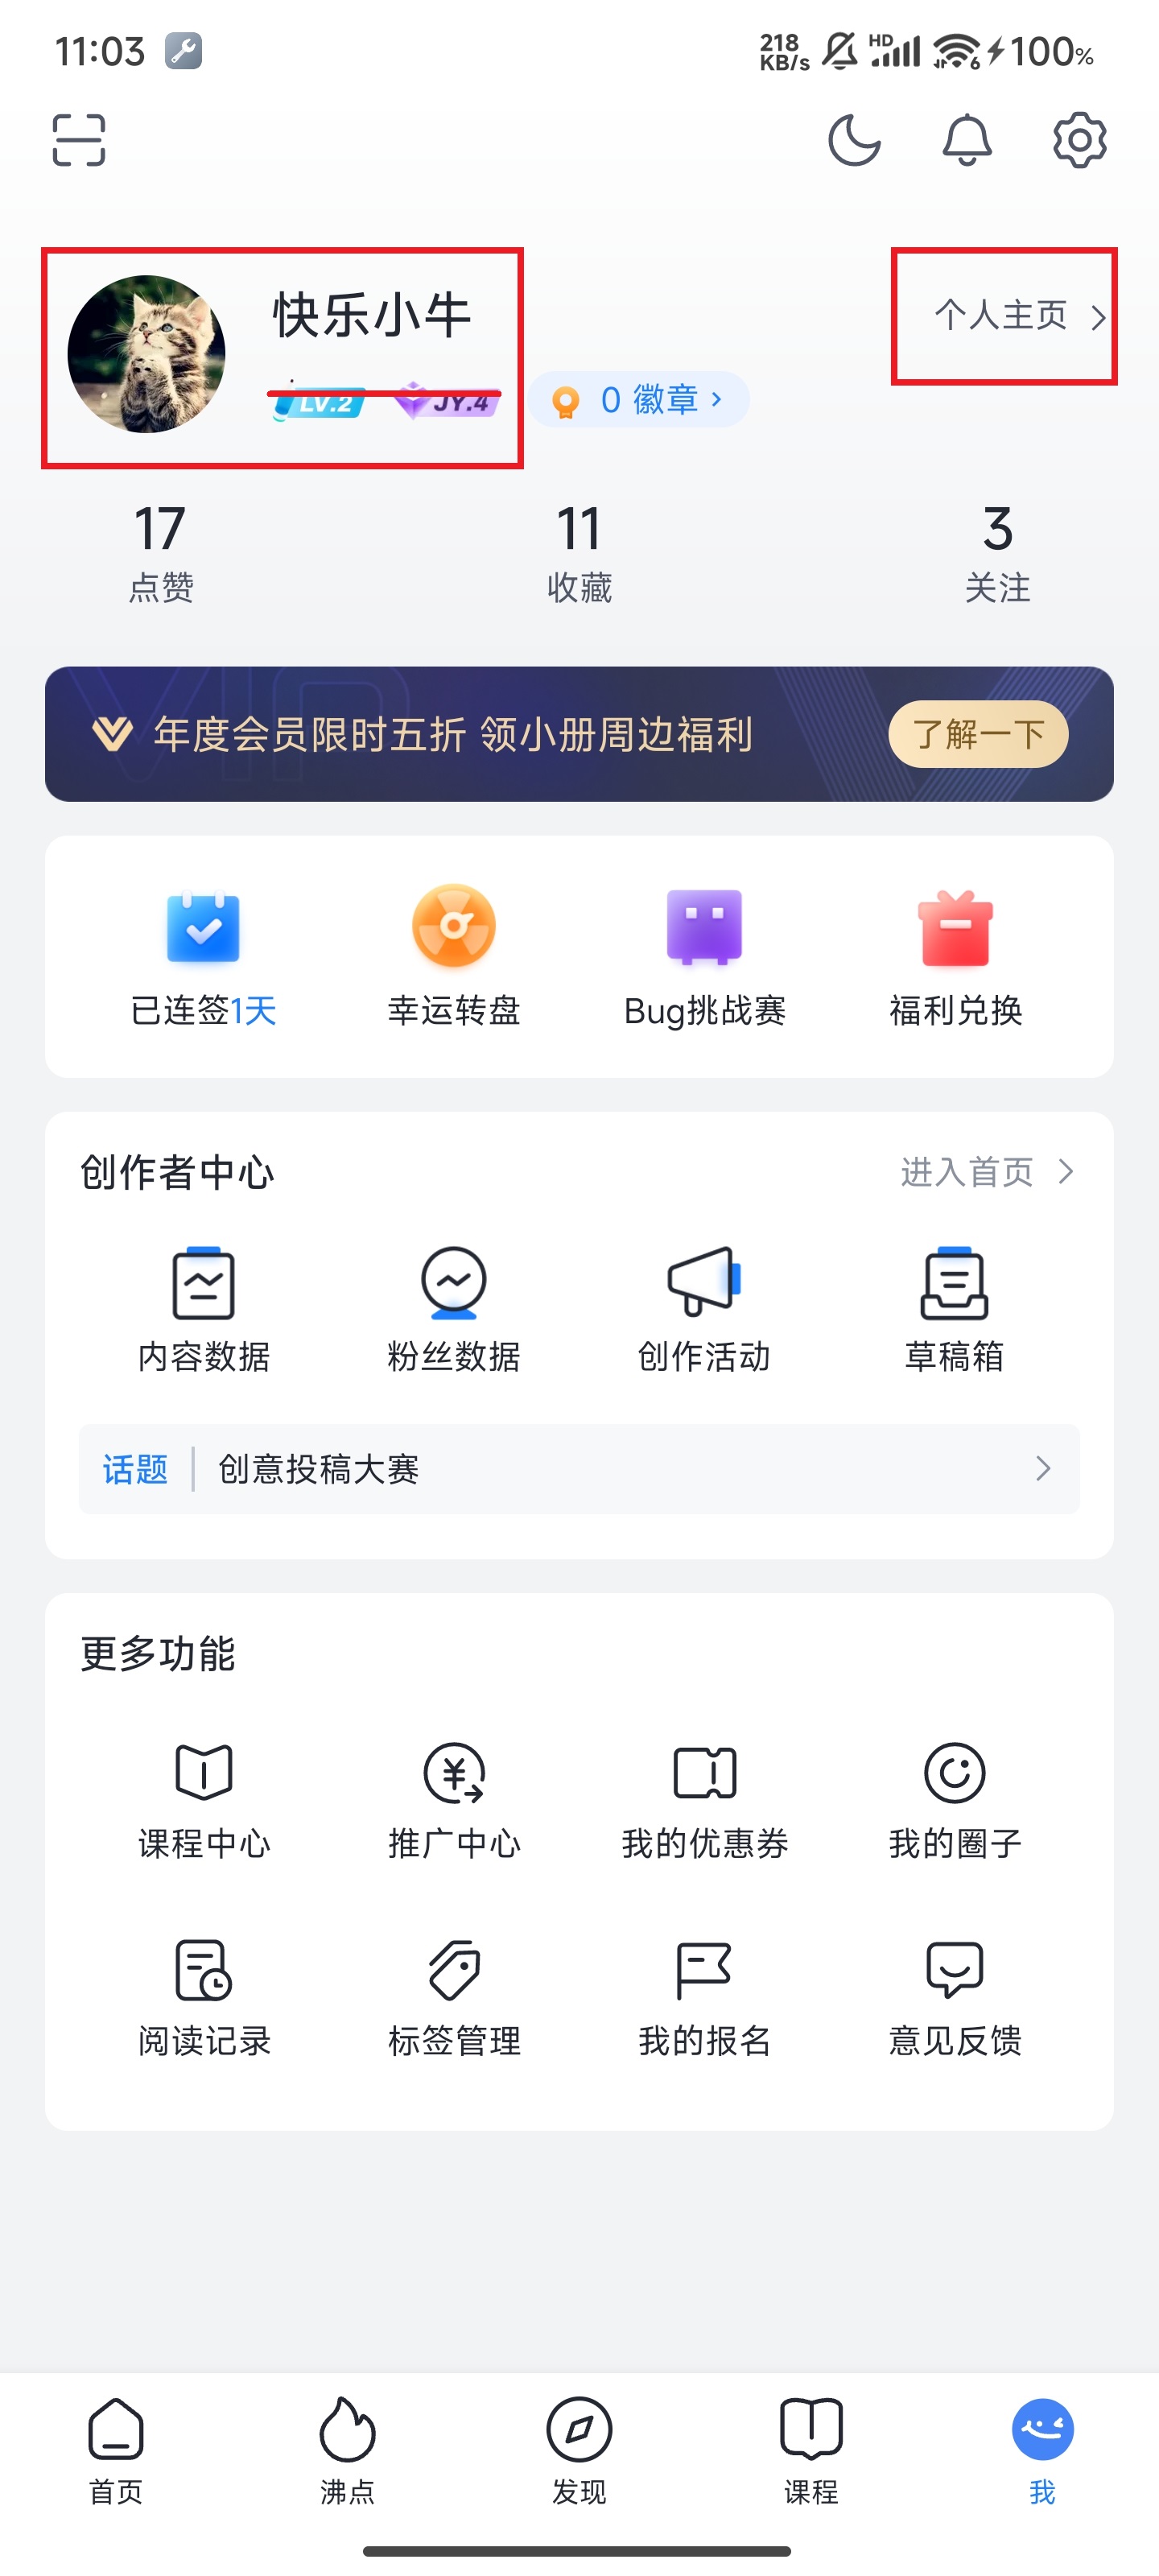 11:03
218 KB/s HD 6 100%
快乐小牛
个人主页
LV.2 JY.4 0 徽章
17 11 3
点赞 收藏 关注
年度会员限时五折 领小册周边福利 了解一下
已连签1天 幸运转盘 Bug挑战赛 福利兑换
创作者中心 进入首页
内容数据 粉丝数据 创作活动 草稿箱
话题 创意投稿大赛
更多功能
课程中心 推广中心 我的优惠券 我的圈子
阅读记录 标签管理 我的报名 意见反馈
首页 沸点 发现 课程 我